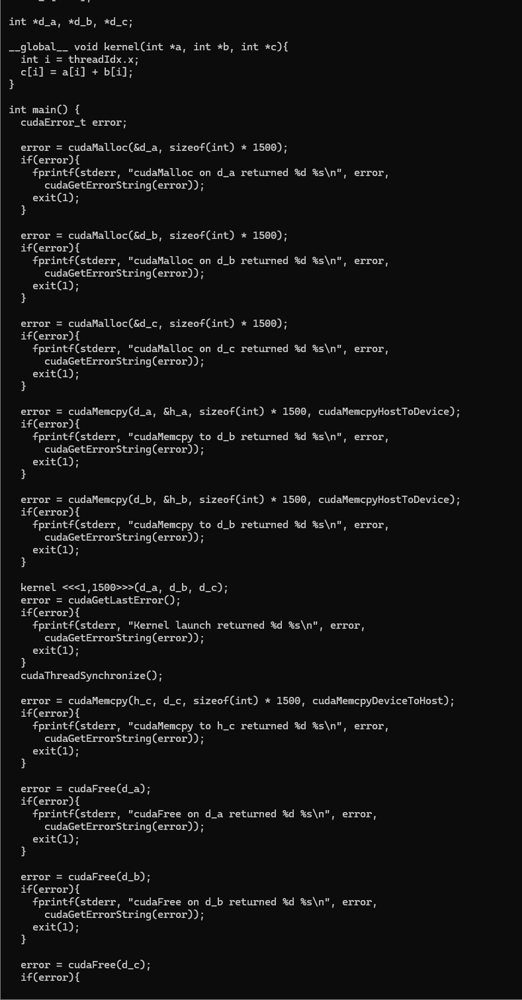 int *d_a, *d_b, *d_c;

__global__ void kernel(int *a, int *b, int *c){
  int i = threadIdx.x;
  c[i] = a[i] + b[i];
}

int main() {
  cudaError_t error;

  error = cudaMalloc(&d_a, sizeof(int) * 1500);
  if(error){
    fprintf(stderr, "cudaMalloc on d_a returned %d %s\n", error,
      cudaGetErrorString(error));
    exit(1);
  }

  error = cudaMalloc(&d_b, sizeof(int) * 1500);
  if(error){
    fprintf(stderr, "cudaMalloc on d_b returned %d %s\n", error,
      cudaGetErrorString(error));
    exit(1);
  }

  error = cudaMalloc(&d_c, sizeof(int) * 1500);
  if(error){
    fprintf(stderr, "cudaMalloc on d_c returned %d %s\n", error,
      cudaGetErrorString(error));
    exit(1);
  }

  error = cudaMemcpy(d_a, &h_a, sizeof(int) * 1500, cudaMemcpyHostToDevice);
  if(error){
    fprintf(stderr, "cudaMemcpy to d_b returned %d %s\n", error,
      cudaGetErrorString(error));
    exit(1);
  }

  error = cudaMemcpy(d_b, &h_b, sizeof(int) * 1500, cudaMemcpyHostToDevice);
  if(error){
    fprintf(stderr, "cudaMemcpy to d_b returned %d %s\n", error,
      cudaGetErrorString(error));
    exit(1);
  }

  kernel <<<1,1500>>>(d_a, d_b, d_c);
  error = cudaGetLastError();
  if(error){
    fprintf(stderr, "Kernel launch returned %d %s\n", error,
      cudaGetErrorString(error));
    exit(1);
  }
  cudaThreadSynchronize();

  error = cudaMemcpy(h_c, d_c, sizeof(int) * 1500, cudaMemcpyDeviceToHost);
  if(error){
    fprintf(stderr, "cudaMemcpy to h_c returned %d %s\n", error,
      cudaGetErrorString(error));
    exit(1);
  }

  error = cudaFree(d_a);
  if(error){
    fprintf(stderr, "cudaFree on d_a returned %d %s\n", error,
      cudaGetErrorString(error));
    exit(1);
  }

  error = cudaFree(d_b);
  if(error){
    fprintf(stderr, "cudaFree on d_b returned %d %s\n", error,
      cudaGetErrorString(error));
    exit(1);
  }

  error = cudaFree(d_c);
  if(error){